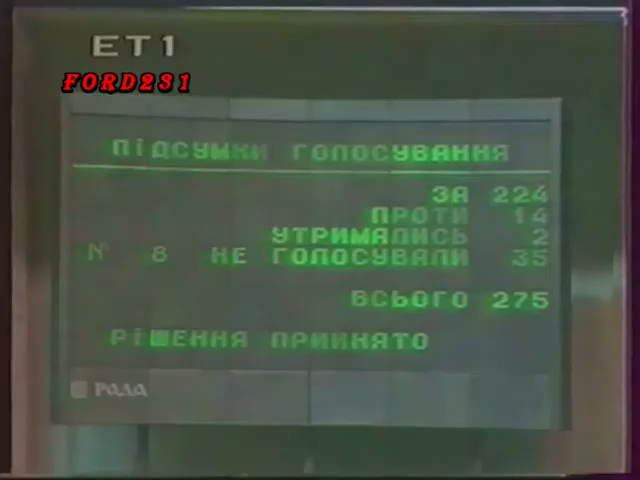 ET1
FORD2S1
ПіДСУМКИ ГОЛОСУВАННЯ
ЗА 224
ПРОТИ 14
УТРИМАЛИСЬ 2
№ 8 НЕ ГОЛОСУВАЛИ 35
ВСЬОГО 275
РіШЕННЯ ПРИЙНЯТО
РАДА